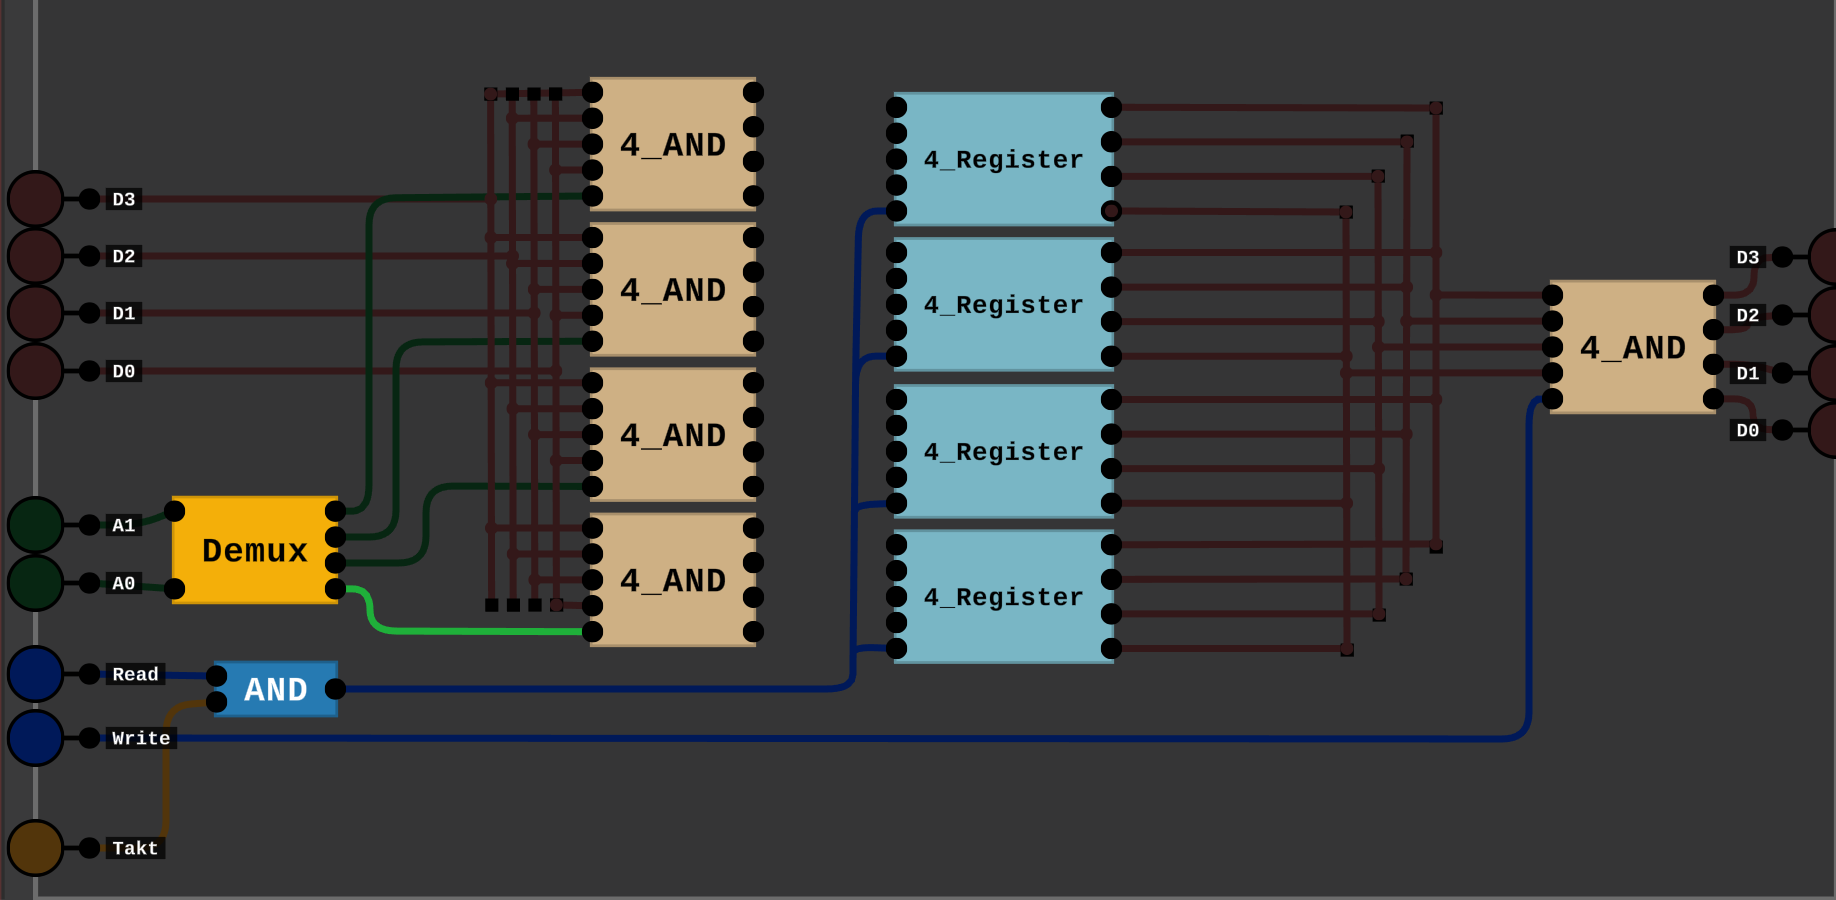 D3
D2
D1
D0
A1
A0
Read
Write
Takt
Demux
AND
4_AND
4_AND
4_AND
4_AND
4_Register
4_Register
4_Register
4_Register
4_AND
D3
D2
D1
D0